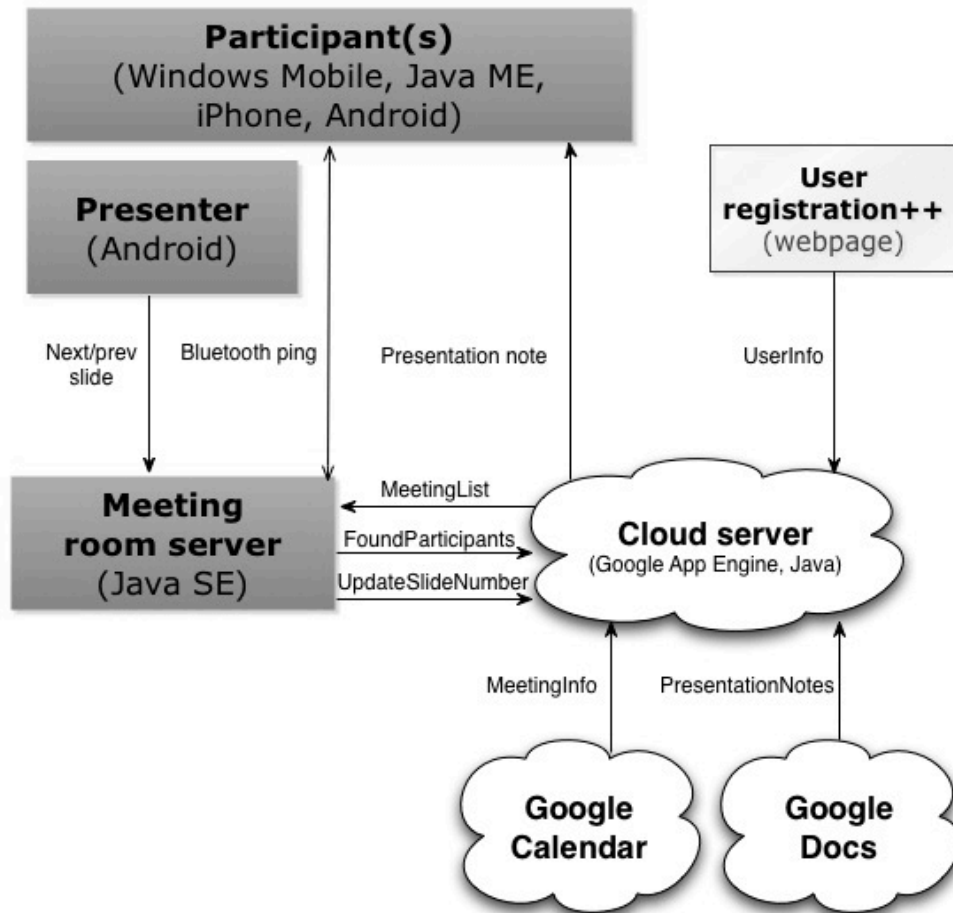 Participant(s)
(Windows Mobile, Java ME,
iPhone, Android)
Presenter
(Android)
User
registration++
(webpage)
Next/prev
slide
Bluetooth ping
Presentation note
UserInfo
Meeting
room server
(Java SE)
MeetingList
FoundParticipants
UpdateSlideNumber
Cloud server
(Google App Engine, Java)
MeetingInfo
PresentationNotes
Google
Calendar
Google
Docs